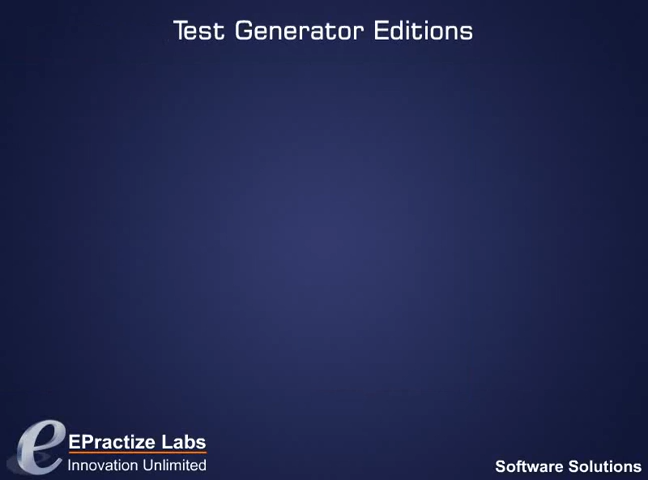 Test Generator Editions
EPractize Labs
Innovation Unlimited
Software Solutions